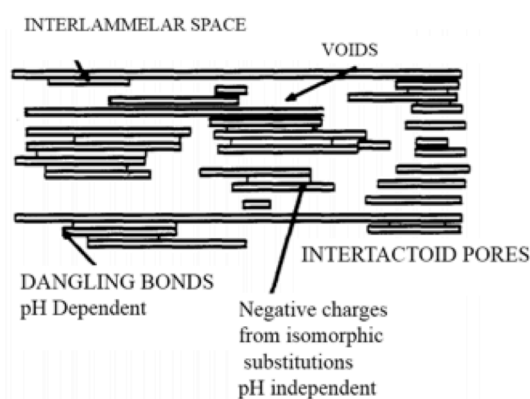 INTERLAMMELAR SPACE
VOIDS
INTERTACTOID PORES
DANGLING BONDS
pH Dependent
Negative charges
from isomorphic
substitutions
pH independent